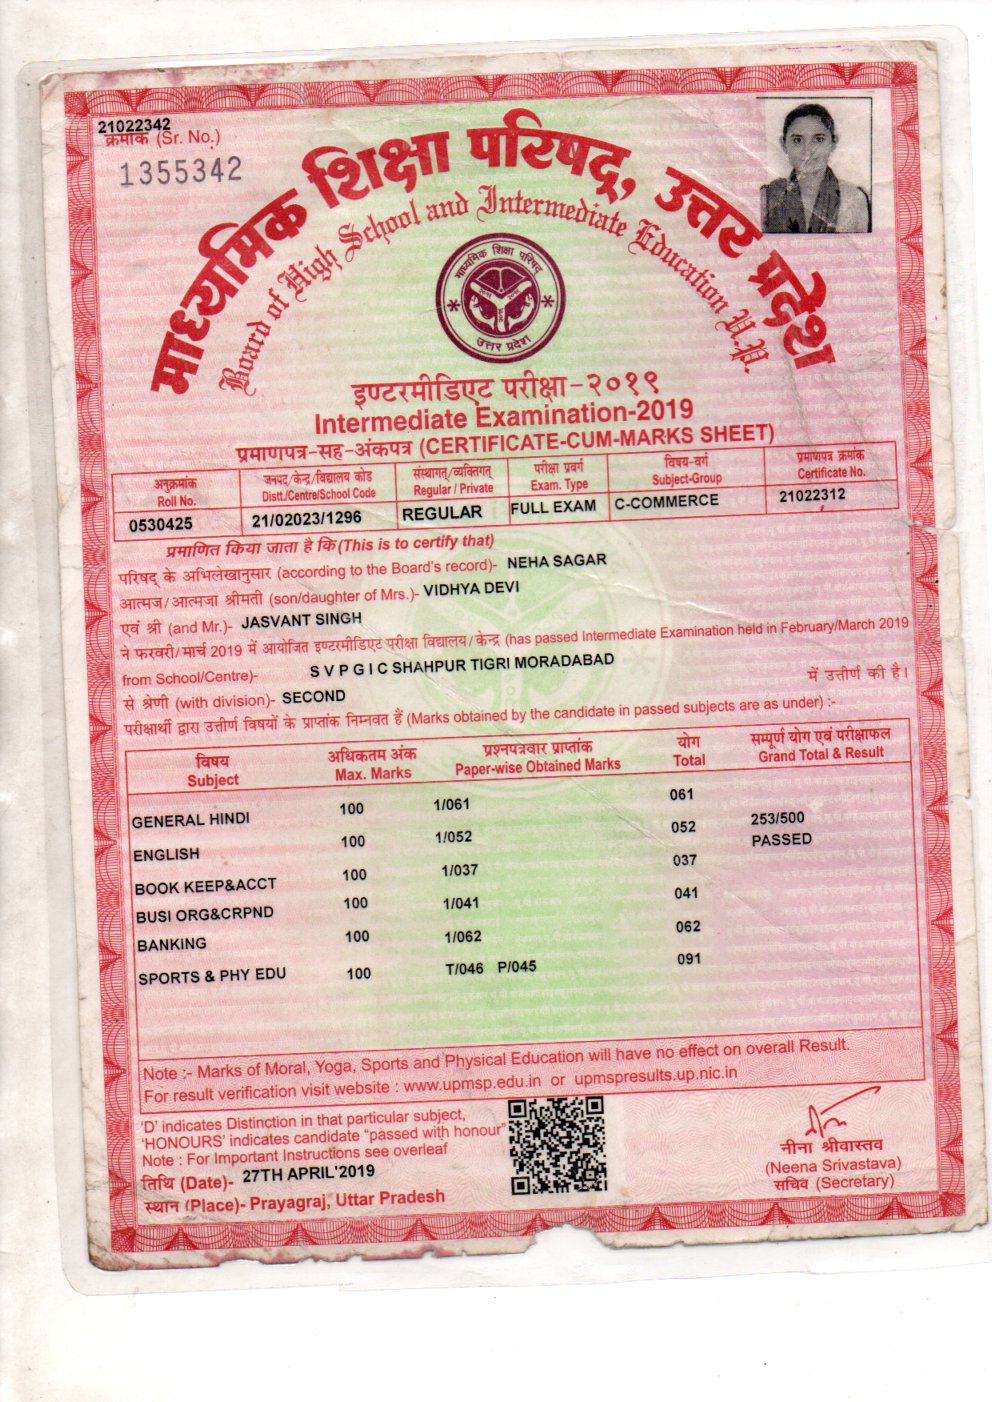 21022342
क्रमांक (Sr. No.)
1355342
माध्यमिक शिक्षा परिषद्, उत्तर प्रदेश
Board of High School and Intermediate Education U.P.
माध्यमिक शिक्षा परिषद्
उत्तर प्रदेश
इण्टरमीडिएट परीक्षा-२०१९
Intermediate Examination-2019
प्रमाणपत्र-सह-अंकपत्र (CERTIFICATE-CUM-MARKS SHEET)
अनुक्रमांक जनपद/केन्द्र/विद्यालय कोड संस्थागत्/व्यक्तिगत् परीक्षा प्रवर्ग विषय-वर्ग प्रमाणपत्र क्रमांक
Roll No. Distt./Centre/School Code Regular / Private Exam. Type Subject-Group Certificate No.
0530425 21/02023/1296 REGULAR FULL EXAM C-COMMERCE 21022312
प्रमाणित किया जाता है कि (This is to certify that)
परिषद् के अभिलेखानुसार (according to the Board's record)- NEHA SAGAR
आत्मज/आत्मजा श्रीमती (son/daughter of Mrs.)- VIDHYA DEVI
एवं श्री (and Mr.)- JASVANT SINGH
ने फरवरी/मार्च 2019 में आयोजित इण्टरमीडिएट परीक्षा विद्यालय/केन्द्र (has passed Intermediate Examination held in February/March 2019
from School/Centre)- S V P G I C SHAHPUR TIGRI MORADABAD में उत्तीर्ण की है।
से श्रेणी (with division)- SECOND
परीक्षार्थी द्वारा उत्तीर्ण विषयों के प्राप्तांक निम्नवत हैं (Marks obtained by the candidate in passed subjects are as under) :-
विषय अधिकतम अंक प्रश्नपत्रवार प्राप्तांक योग सम्पूर्ण योग एवं परीक्षाफल
Subject Max. Marks Paper-wise Obtained Marks Total Grand Total & Result
GENERAL HINDI 100 1/061 061 253/500
ENGLISH 100 1/052 052 PASSED
BOOK KEEP&ACCT 100 1/037 037
BUSI ORG&CRPND 100 1/041 041
BANKING 100 1/062 062
SPORTS & PHY EDU 100 T/046 P/045 091
Note :- Marks of Moral, Yoga, Sports and Physical Education will have no effect on overall Result.
For result verification visit website : www.upmsp.edu.in or upmspresults.up.nic.in
'D' indicates Distinction in that particular subject,
'HONOURS' indicates candidate "passed with honour"
Note : For Important Instructions see overleaf
तिथि (Date)- 27TH APRIL'2019
स्थान (Place)- Prayagraj, Uttar Pradesh
नीना श्रीवास्तव
(Neena Srivastava)
सचिव (Secretary)